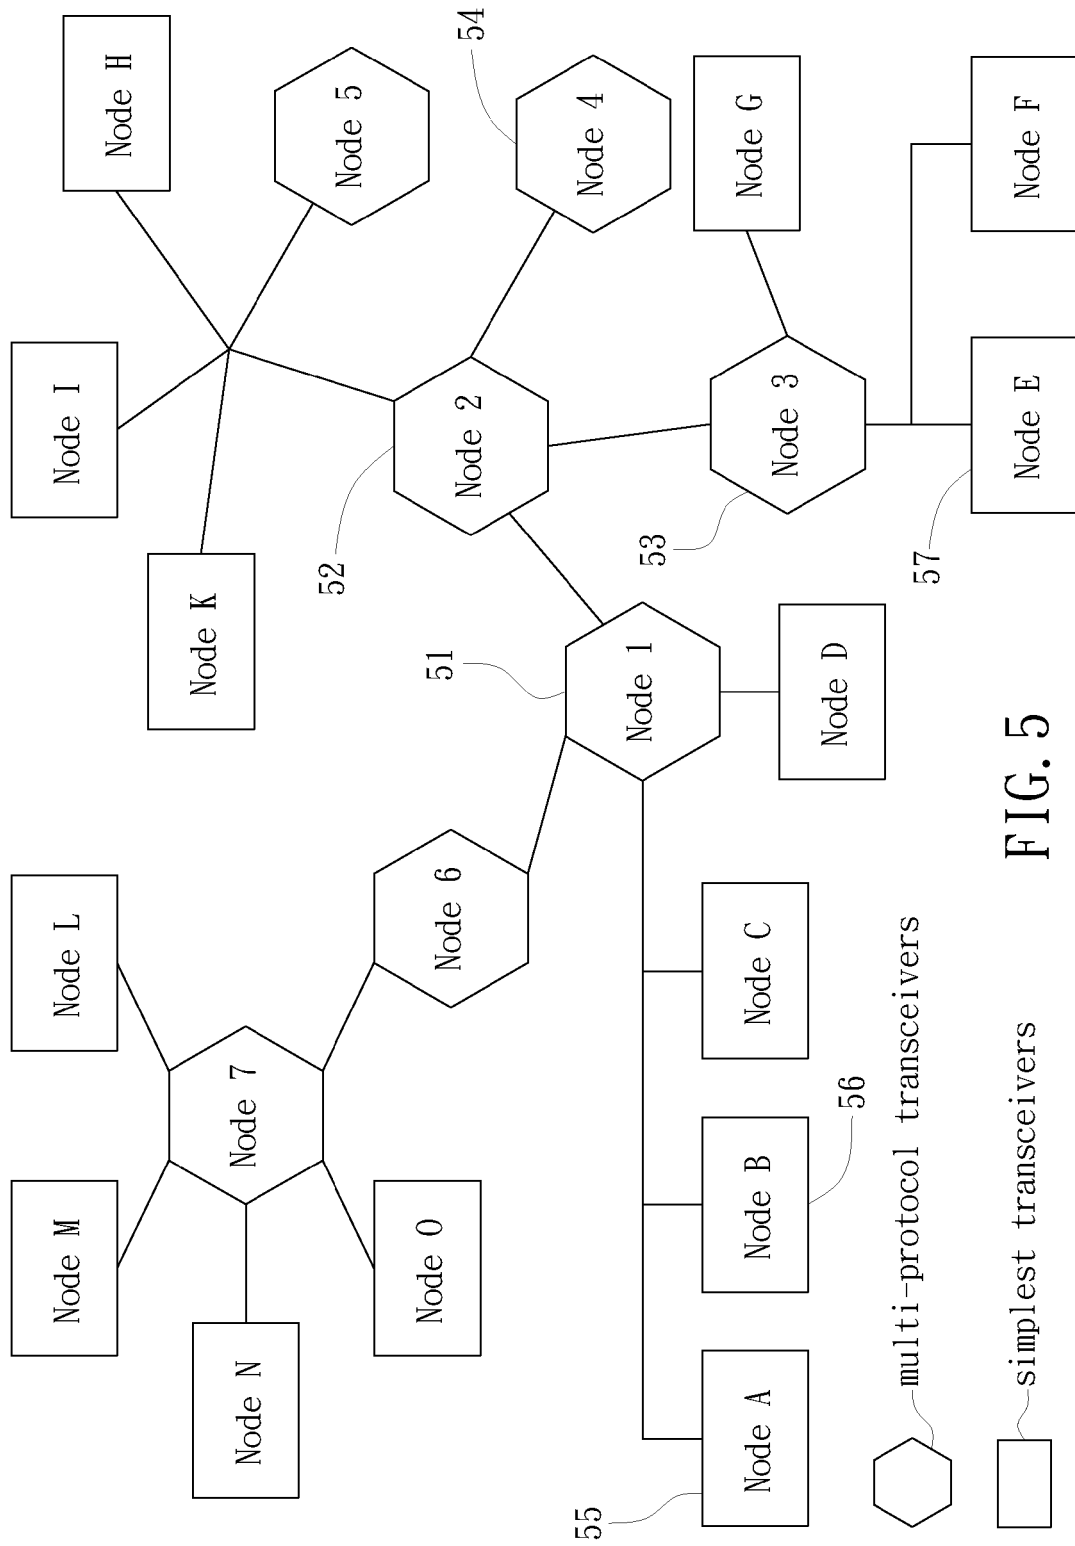 Node N
Node M
Node L
Node O
Node 7
Node 6
Node K
Node I
Node H
Node 5
52
Node 2
54
Node 4
51
Node 1
53
Node 3
Node G
55
Node A
Node B
56
Node C
Node D
57
Node E
Node F
multi-protocol transceivers
simplest transceivers
FIG. 5